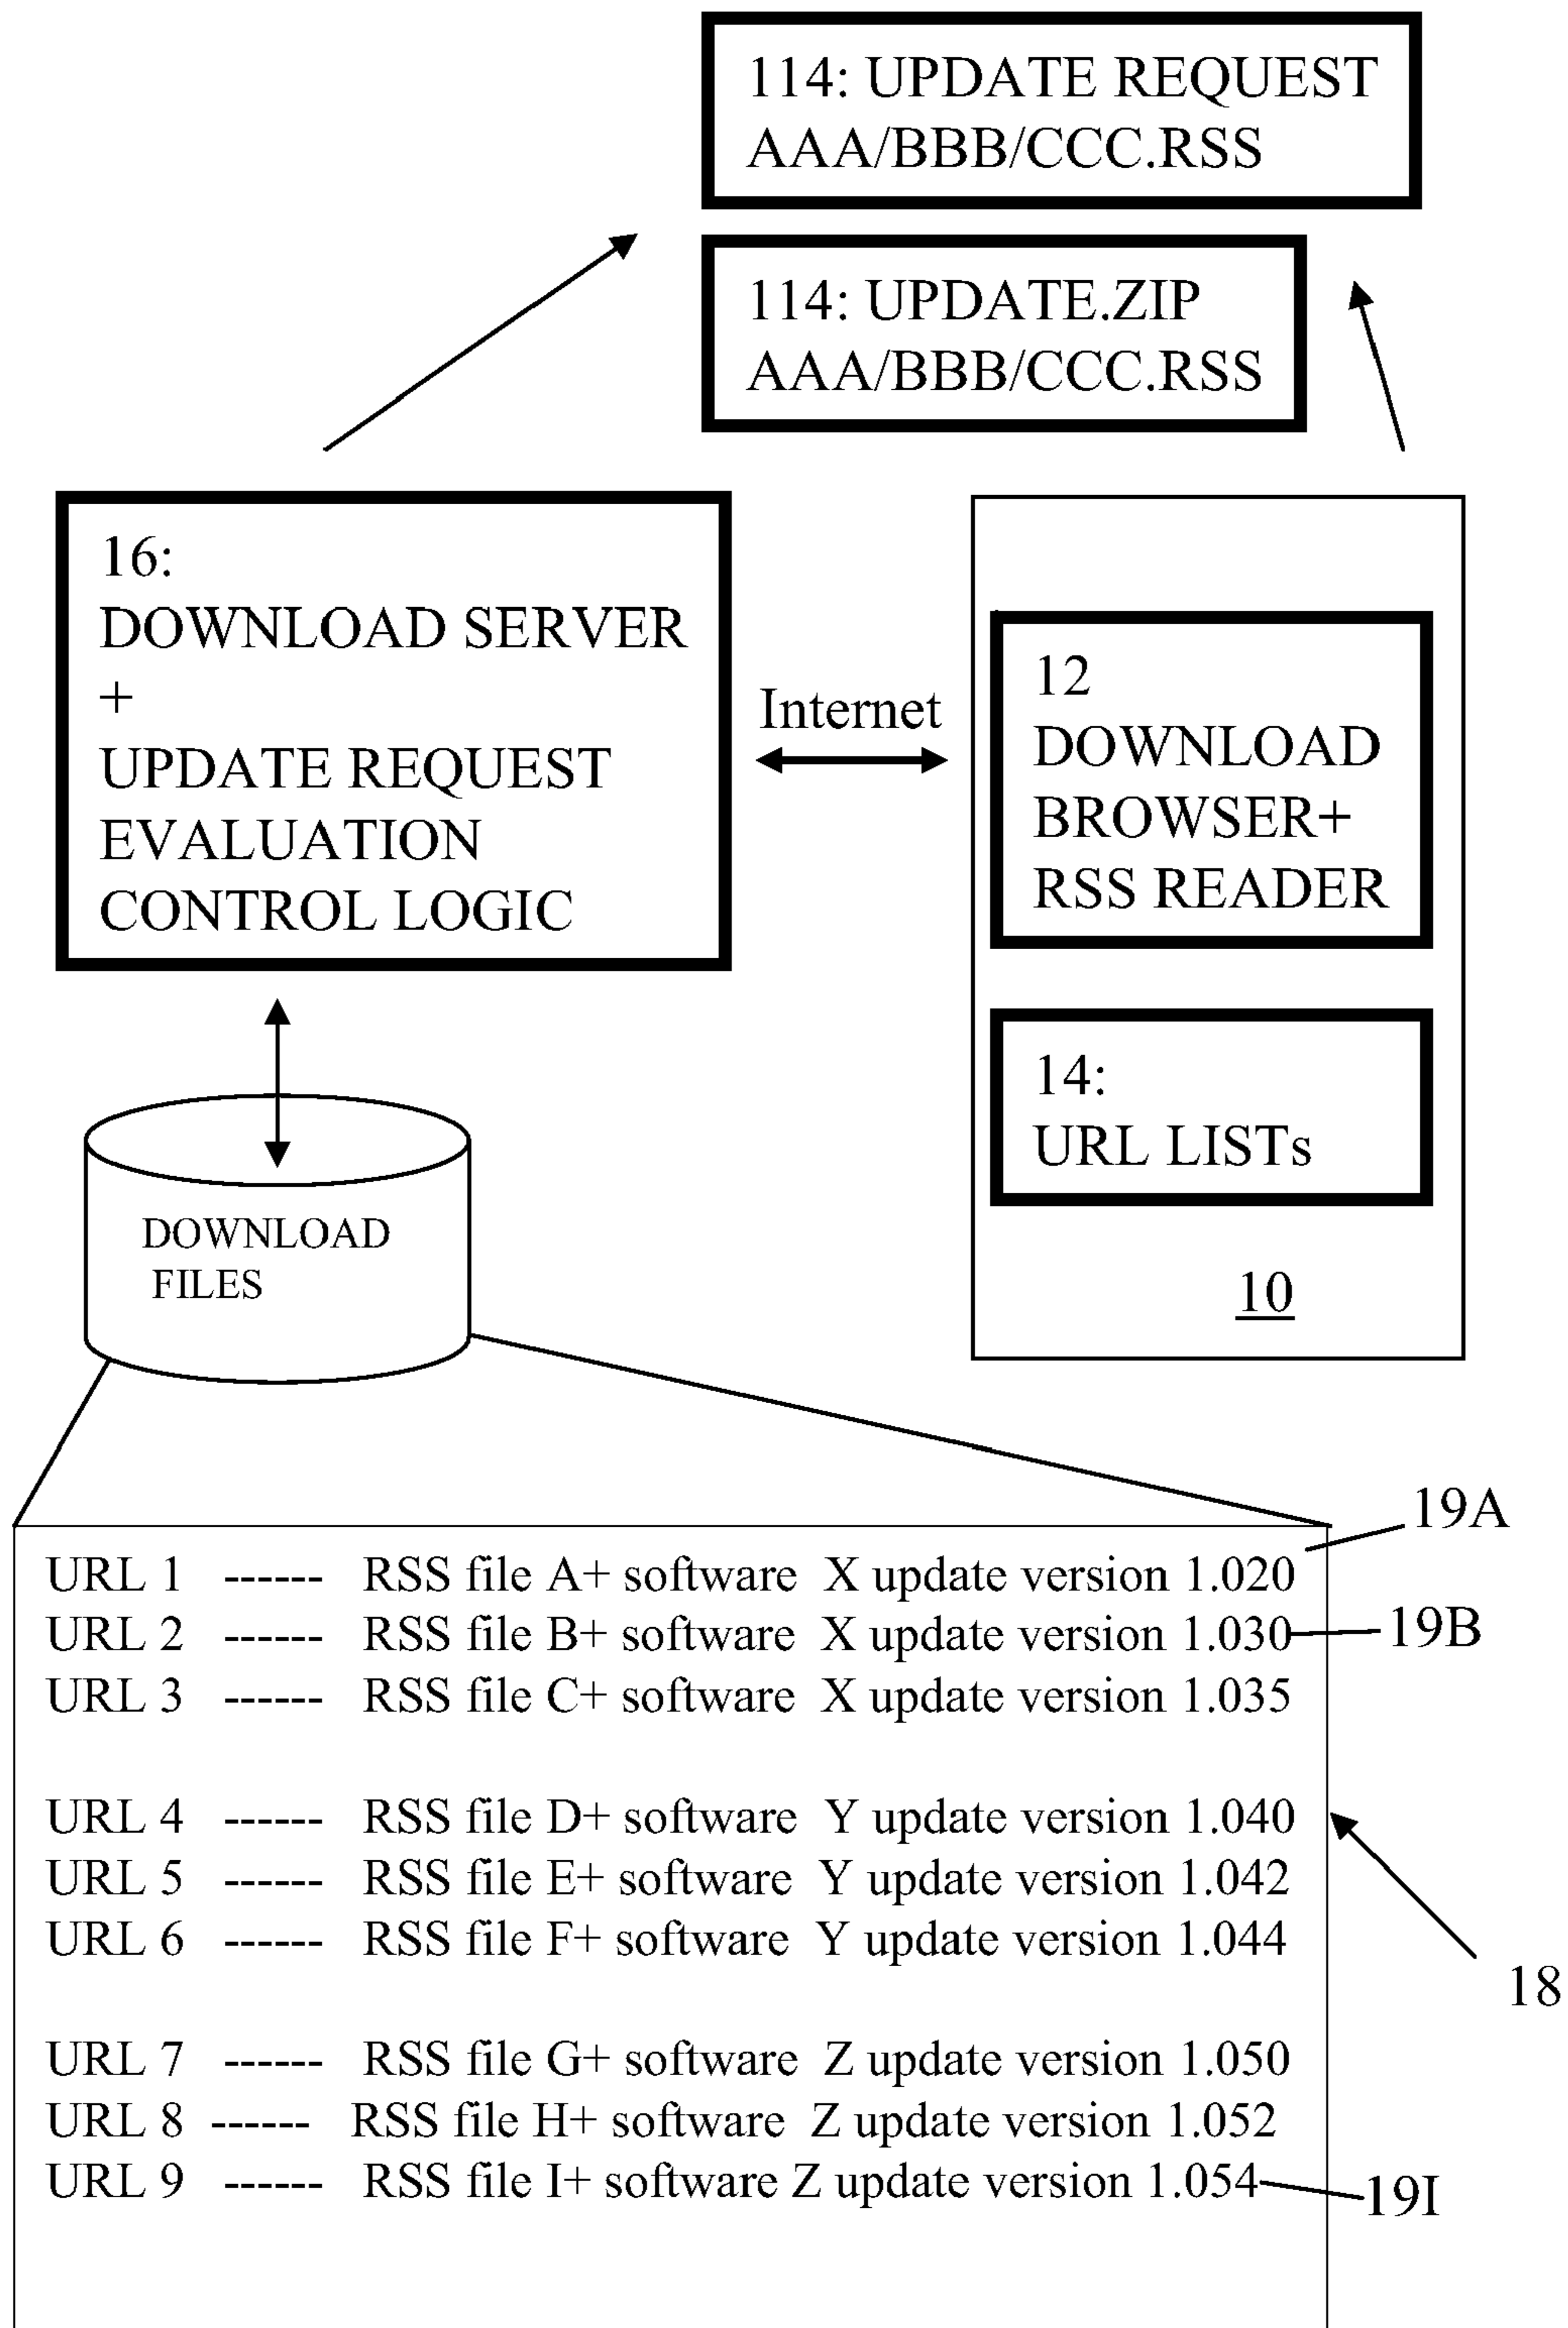 114: UPDATE REQUEST
AAA/BBB/CCC.RSS
114: UPDATE.ZIP
AAA/BBB/CCC.RSS
16:
DOWNLOAD SERVER
+
UPDATE REQUEST
EVALUATION
CONTROL LOGIC
Internet
12
DOWNLOAD
BROWSER+
RSS READER
14:
URL LISTs
10
DOWNLOAD
FILES
19A
URL 1 ------ RSS file A+ software X update version 1.020
URL 2 ------ RSS file B+ software X update version 1.030
19B
URL 3 ------ RSS file C+ software X update version 1.035
URL 4 ------ RSS file D+ software Y update version 1.040
URL 5 ------ RSS file E+ software Y update version 1.042
URL 6 ------ RSS file F+ software Y update version 1.044
18
URL 7 ------ RSS file G+ software Z update version 1.050
URL 8 ------ RSS file H+ software Z update version 1.052
URL 9 ------ RSS file I+ software Z update version 1.054
19I